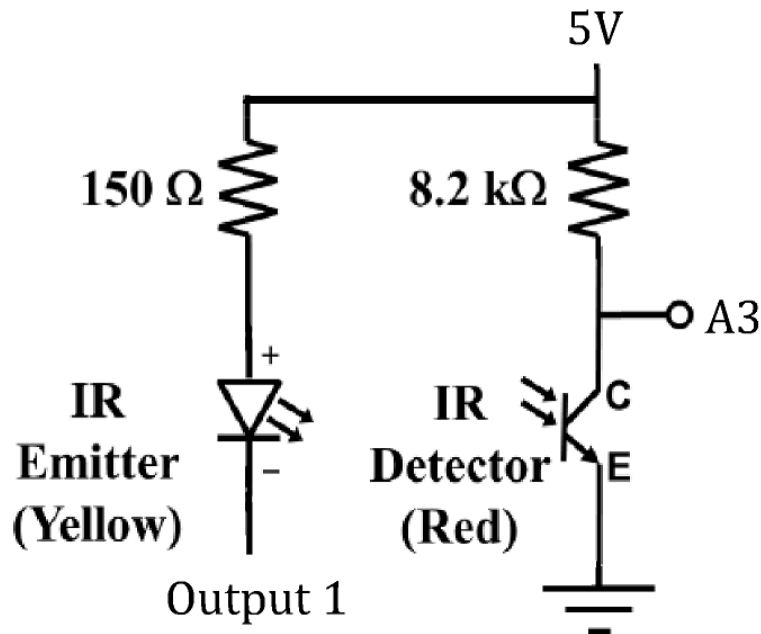 5V
150 Ω
8.2 kΩ
A3
+
IR
Emitter
(Yellow)
−
IR
Detector
(Red)
C
E
Output 1